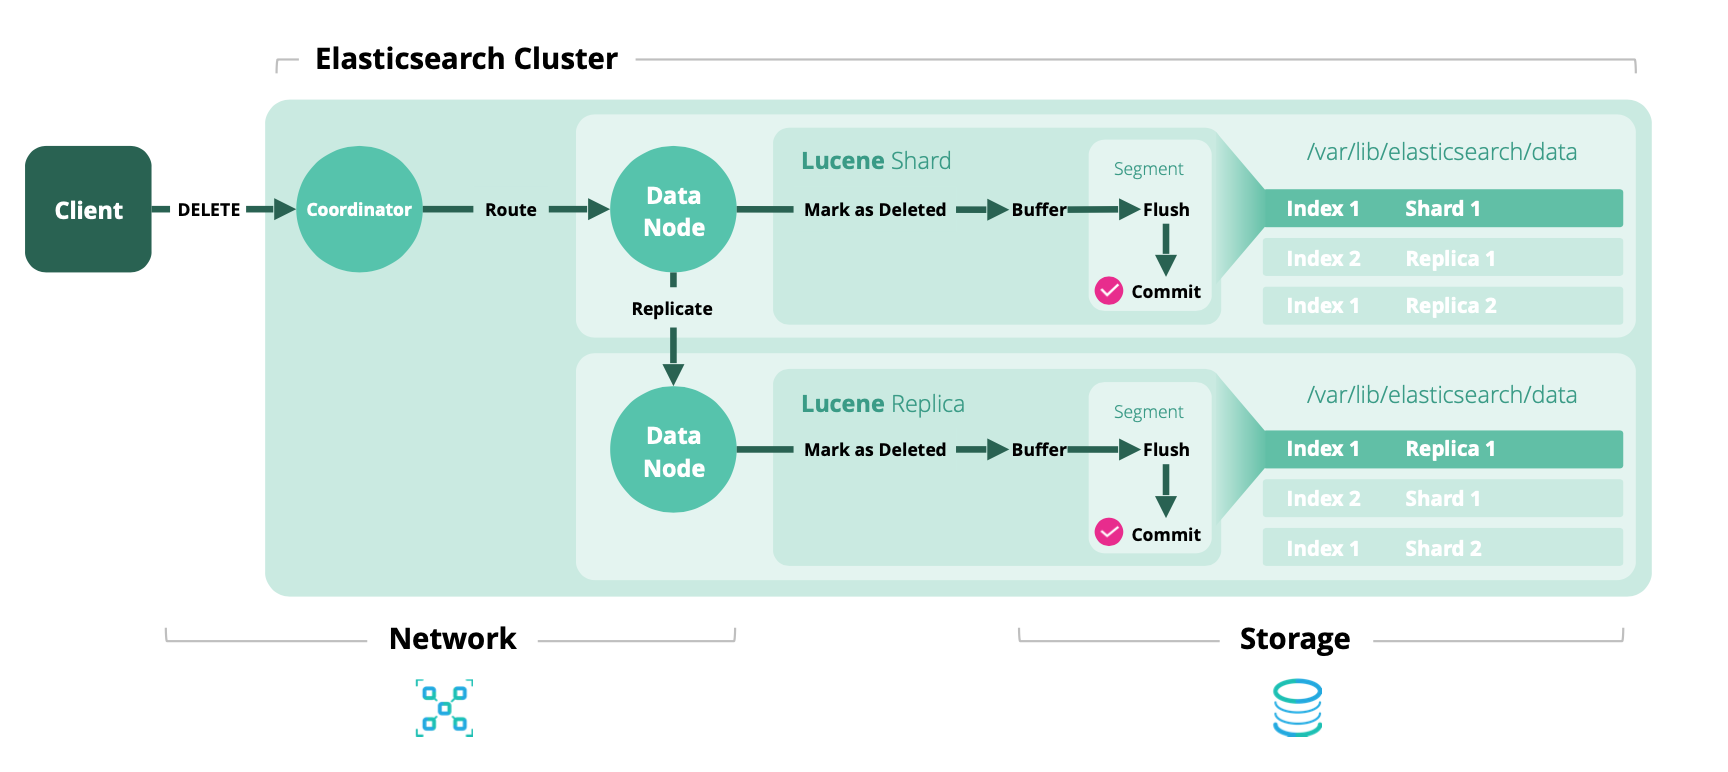 Elasticsearch Cluster
Client
DELETE
Coordinator
Route
Data
Node
Lucene Shard
Mark as Deleted
Buffer
Segment
Flush
Commit
/var/lib/elasticsearch/data
Index 1 Shard 1
Index 2 Replica 1
Index 1 Replica 2
Replicate
Data
Node
Lucene Replica
Mark as Deleted
Buffer
Segment
Flush
Commit
/var/lib/elasticsearch/data
Index 1 Replica 1
Index 2 Shard 1
Index 1 Shard 2
Network
Storage